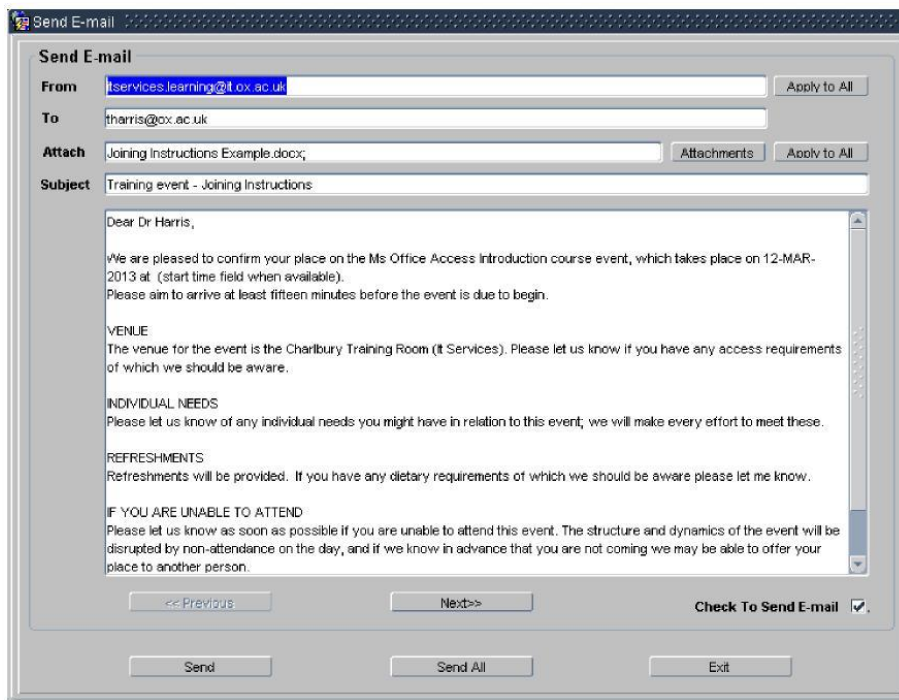 Send E-mail
Send E-mail
From itservices.learning@it.ox.ac.uk Apply to All
To tharris@ox.ac.uk
Attach Joining Instructions Example.docx; Attachments Apply to All
Subject Training event - Joining Instructions
Dear Dr Harris,
We are pleased to confirm your place on the Ms Office Access Introduction course event, which takes place on 12-MAR-
2013 at (start time field when available).
Please aim to arrive at least fifteen minutes before the event is due to begin.
VENUE
The venue for the event is the Charlbury Training Room (It Services). Please let us know if you have any access requirements
of which we should be aware.
INDIVIDUAL NEEDS
Please let us know of any individual needs you might have in relation to this event; we will make every effort to meet these.
REFRESHMENTS
Refreshments will be provided. If you have any dietary requirements of which we should be aware please let me know.
IF YOU ARE UNABLE TO ATTEND
Please let us know as soon as possible if you are unable to attend this event. The structure and dynamics of the event will be
disrupted by non-attendance on the day, and if we know in advance that you are not coming we may be able to offer your
place to another person.
<< Previous Next>> Check To Send E-mail .
Send Send All Exit